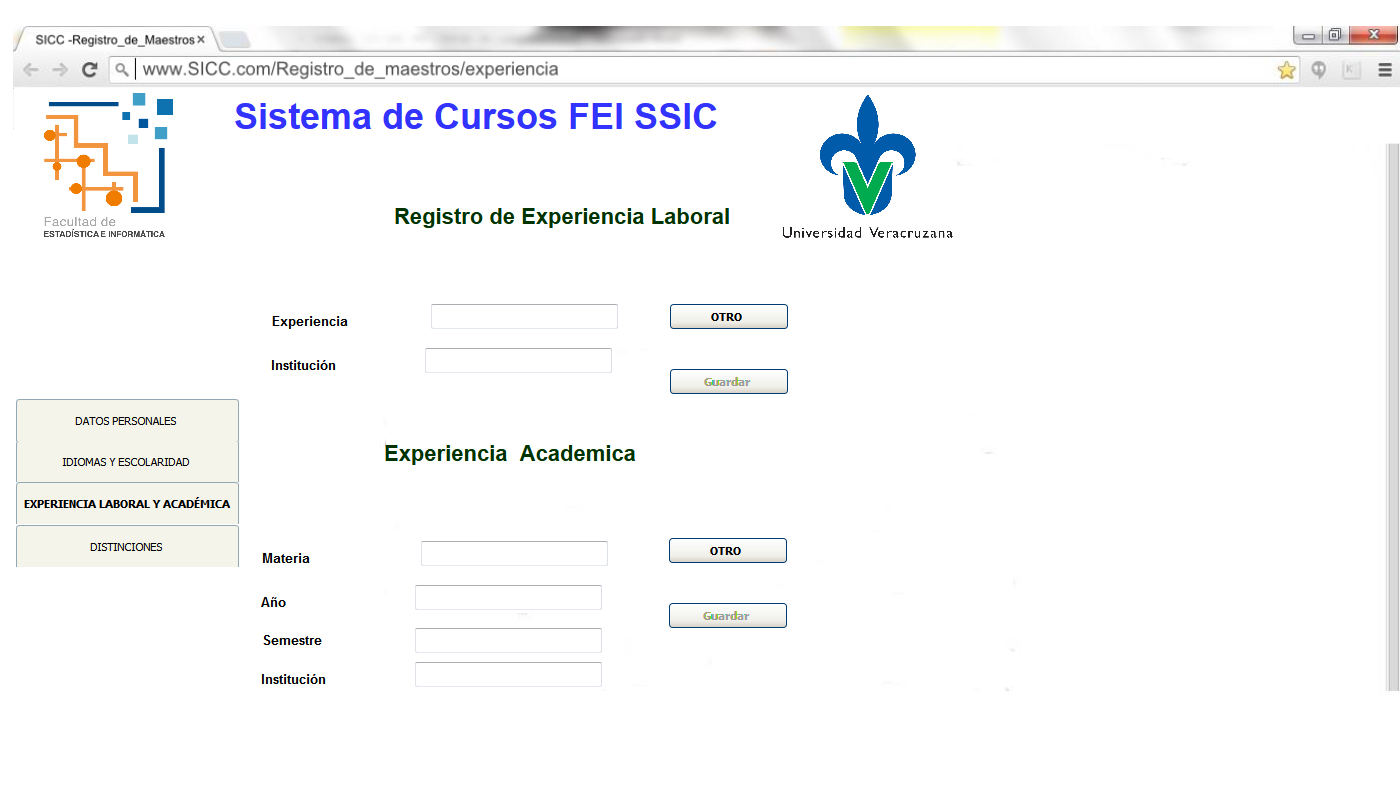 SICC -Registro_de_Maestros
www.SICC.com/Registro_de_maestros/experiencia
Sistema de Cursos FEI SSIC
Facultad de
ESTADÍSTICA E INFORMÁTICA
Registro de Experiencia Laboral
Universidad Veracruzana
Experiencia
OTRO
Institución
Guardar
DATOS PERSONALES
IDIOMAS Y ESCOLARIDAD
EXPERIENCIA LABORAL Y ACADÉMICA
DISTINCIONES
Experiencia  Academica
Materia
OTRO
Año
Guardar
Semestre
Institución